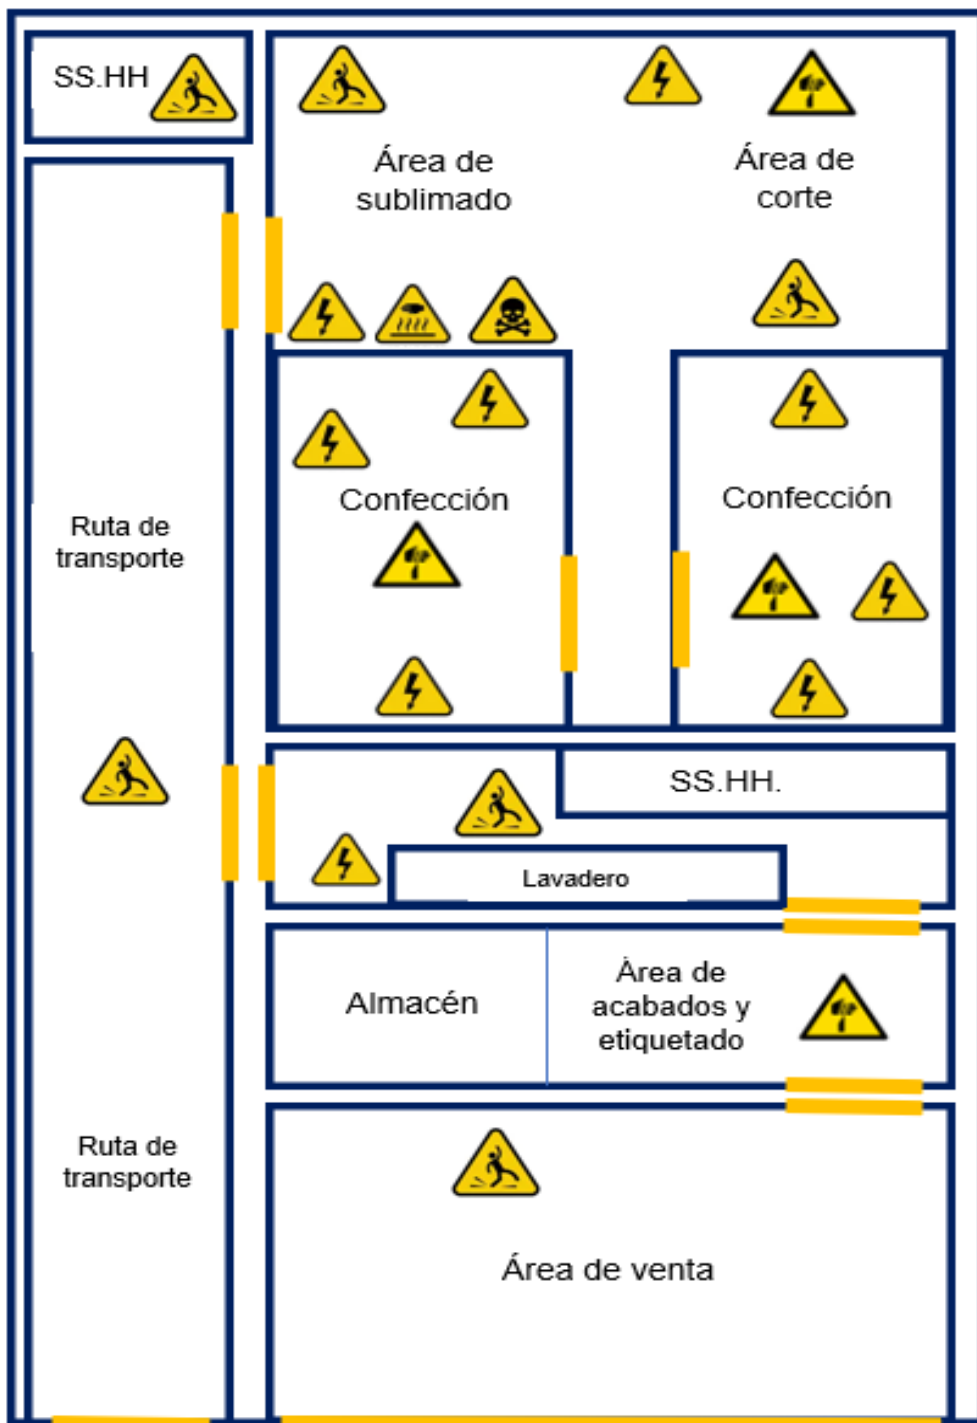 SS.HH
Área de
sublimado
Área de
corte
Confección
Confección
Ruta de
transporte
SS.HH.
Lavadero
Almacén
Área de
acabados y
etiquetado
Ruta de
transporte
Área de venta